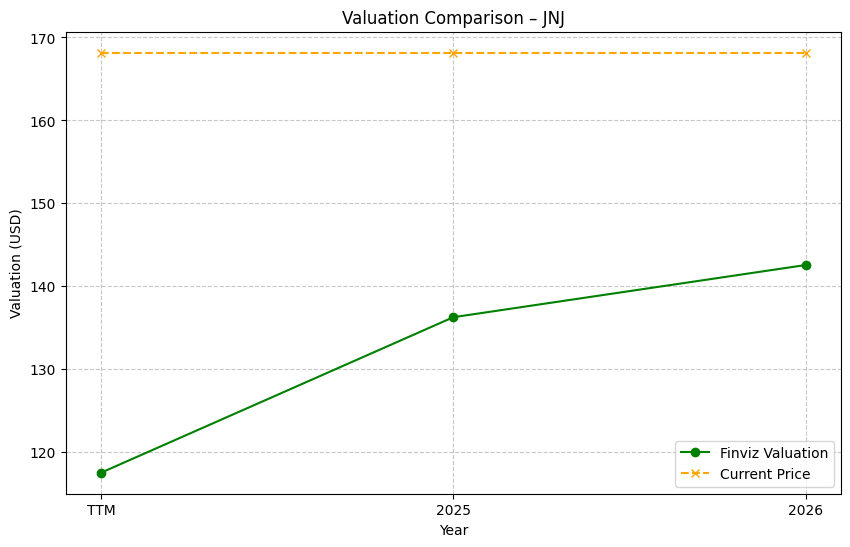 Valuation Comparison – JNJ
Valuation (USD)
170
160
150
140
130
120
TTM
2025
2026
Year
Finviz Valuation
Current Price